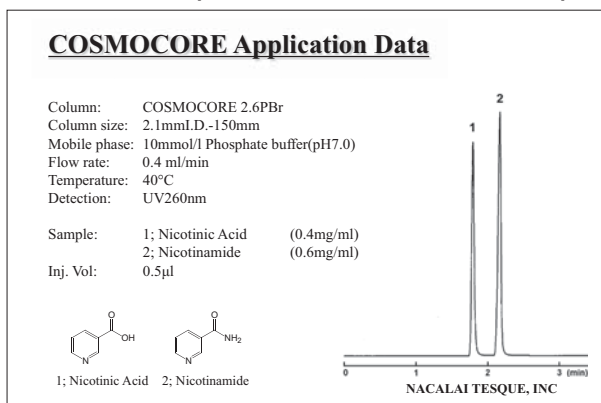 COSMOCORE Application Data
Column: COSMOCORE 2.6PBr
Column size: 2.1mmI.D.-150mm
Mobile phase: 10mmol/l Phosphate buffer(pH7.0)
Flow rate: 0.4 ml/min
Temperature: 40°C
Detection: UV260nm
Sample: 1; Nicotinic Acid (0.4mg/ml)
2; Nicotinamide (0.6mg/ml)
Inj. Vol: 0.5μl
O
OH
N
1; Nicotinic Acid
O
NH₂
N
2; Nicotinamide
1
2
0 1 2 3 (min)
NACALAI TESQUE, INC